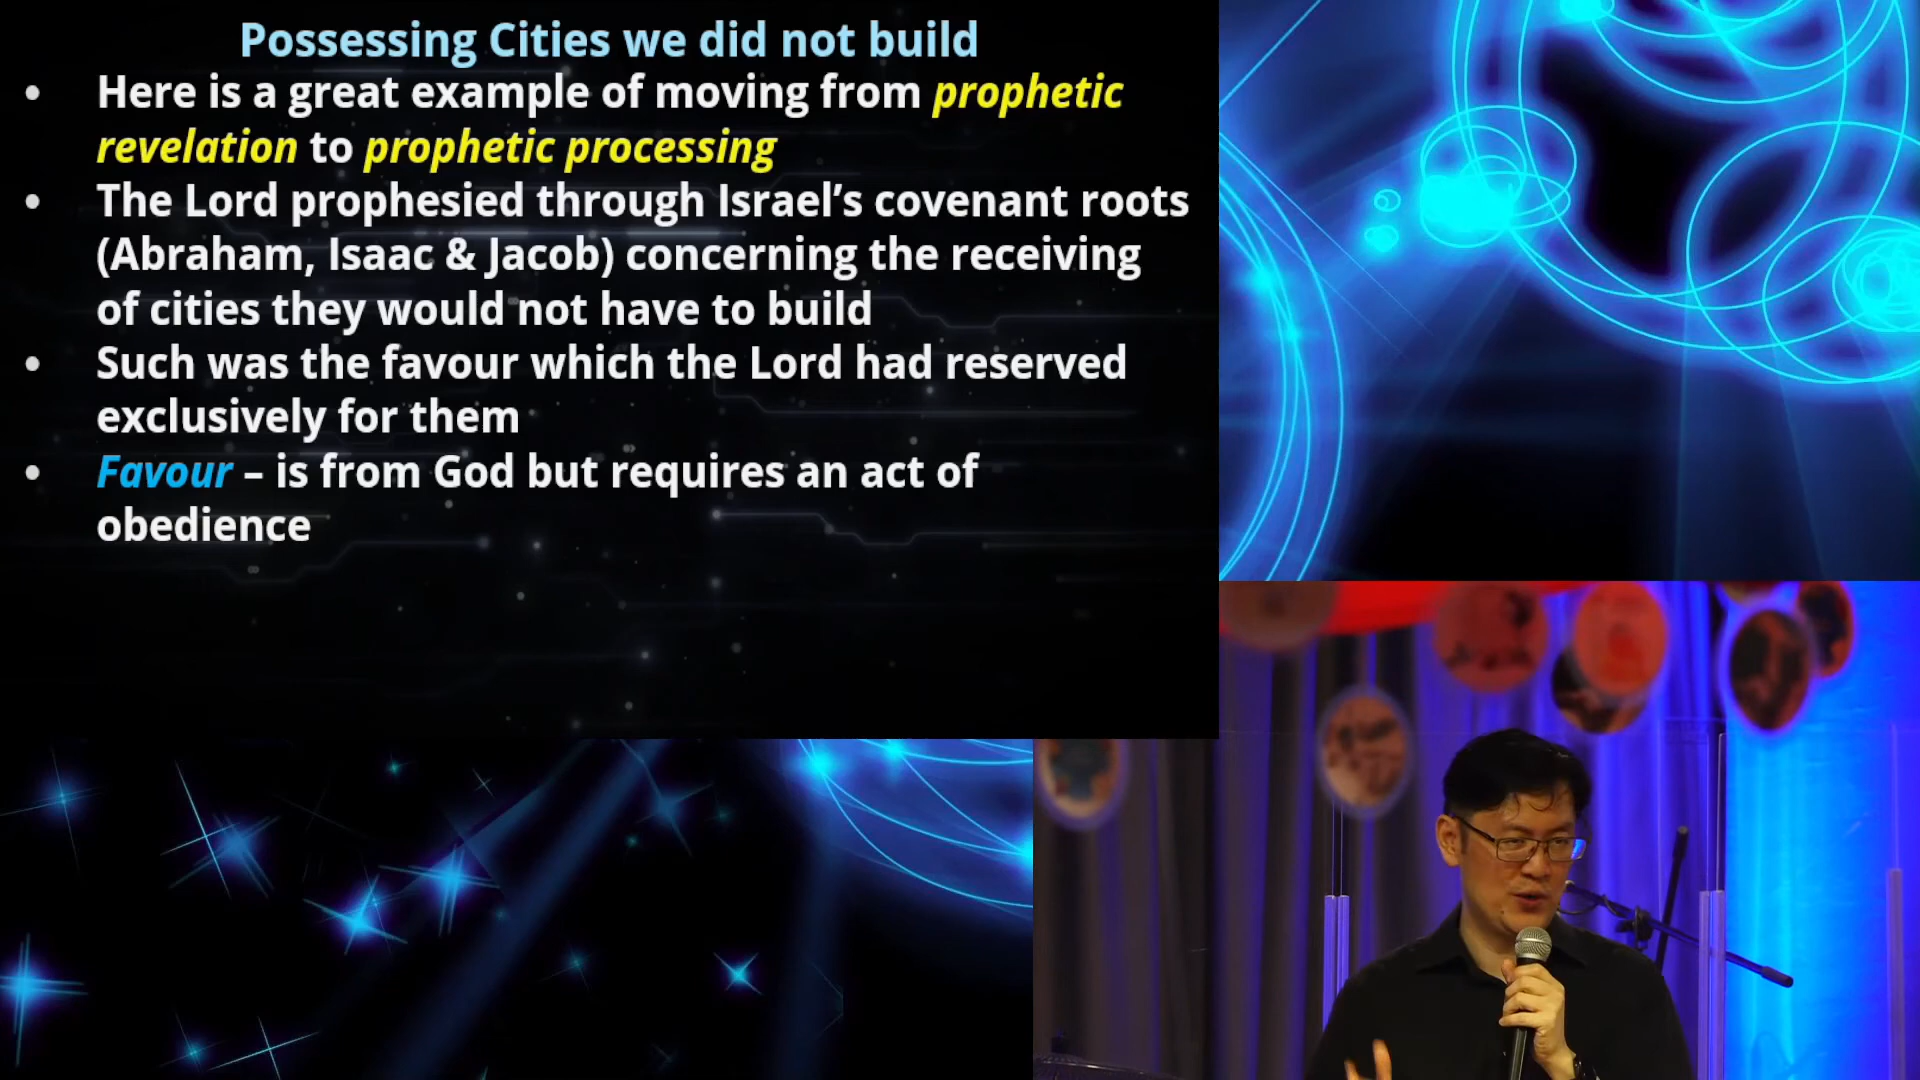 Possessing Cities we did not build
• Here is a great example of moving from prophetic
revelation to prophetic processing
• The Lord prophesied through Israel’s covenant roots
(Abraham, Isaac & Jacob) concerning the receiving
of cities they would not have to build
• Such was the favour which the Lord had reserved
exclusively for them
• Favour – is from God but requires an act of
obedience